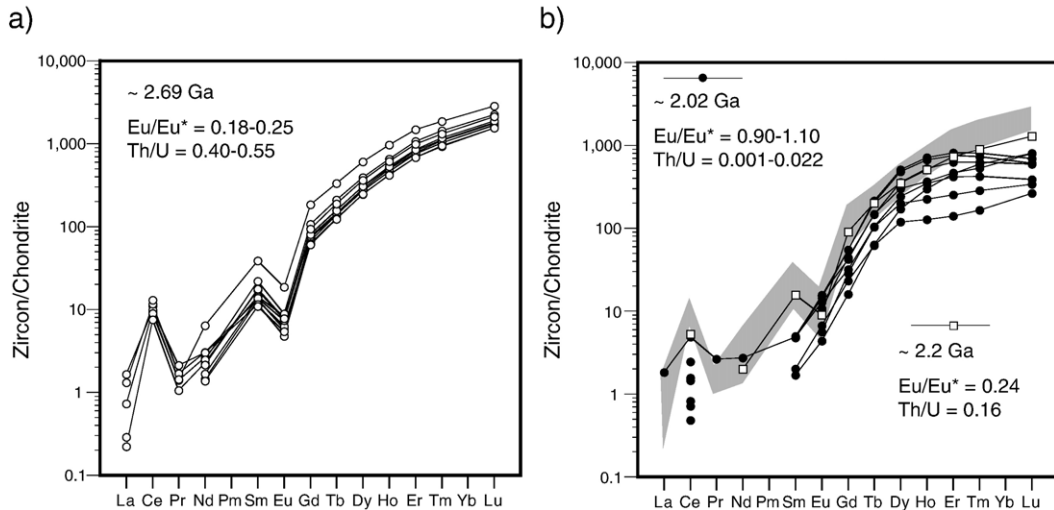 a)
10,000
1,000
100
10
1
0.1
Zircon/Chondrite
~ 2.69 Ga
Eu/Eu* = 0.18-0.25
Th/U = 0.40-0.55
La Ce Pr Nd Pm Sm Eu Gd Tb Dy Ho Er Tm Yb Lu
b)
10,000
1,000
100
10
1
0.1
Zircon/Chondrite
~ 2.02 Ga
Eu/Eu* = 0.90-1.10
Th/U = 0.001-0.022
~ 2.2 Ga
Eu/Eu* = 0.24
Th/U = 0.16
La Ce Pr Nd Pm Sm Eu Gd Tb Dy Ho Er Tm Yb Lu